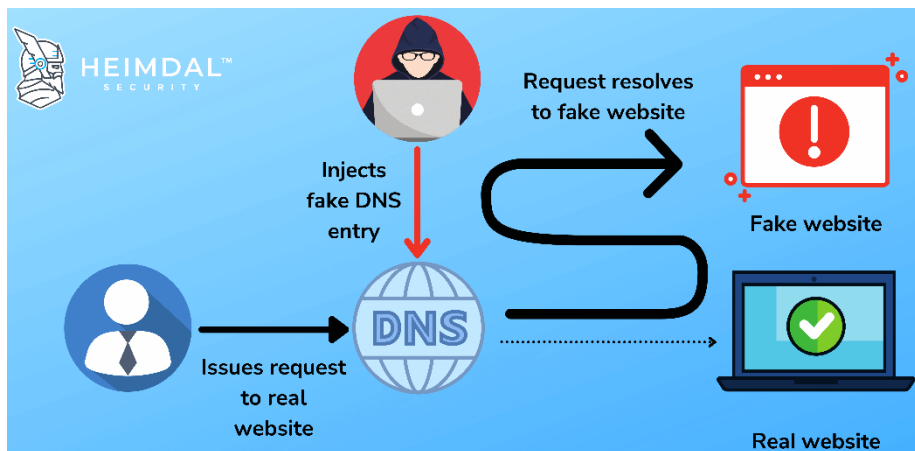 HEIMDAL™
SECURITY
Request resolves
to fake website
Injects
fake DNS
entry
Fake website
DNS
Issues request
to real
website
Real website